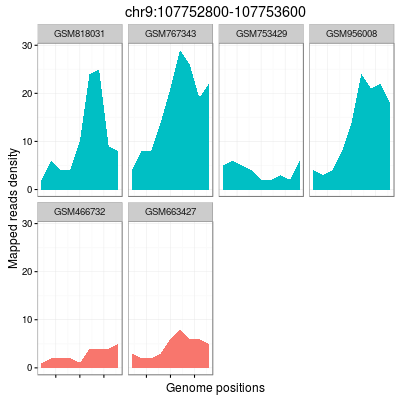 chr9:107752800-107753600
GSM818031 GSM767343 GSM753429 GSM956008
30
20
10
0
GSM466732 GSM663427
30
20
10
0
Mapped reads density
Genome positions